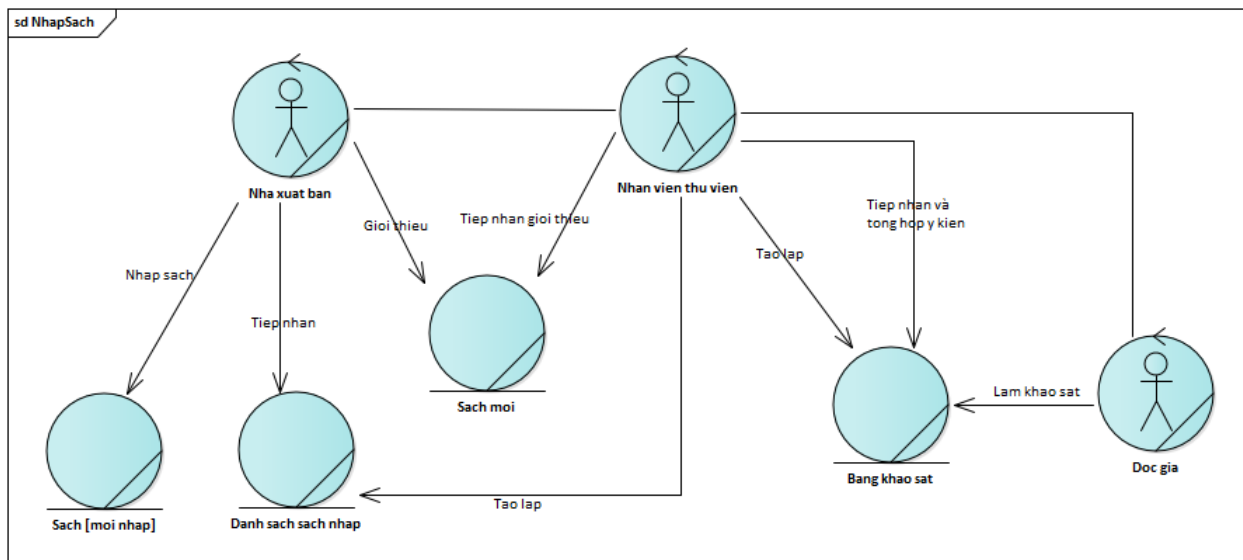 sd NhapSach
Nha xuat ban
Nhan vien thu vien
Gioi thieu
Tiep nhan gioi thieu
Tiep nhan và
tong hop y kien
Tao lap
Nhap sach
Tiep nhan
Sach moi
Lam khao sat
Bang khao sat
Doc gia
Sach [moi nhap]
Danh sach sach nhap
Tao lap